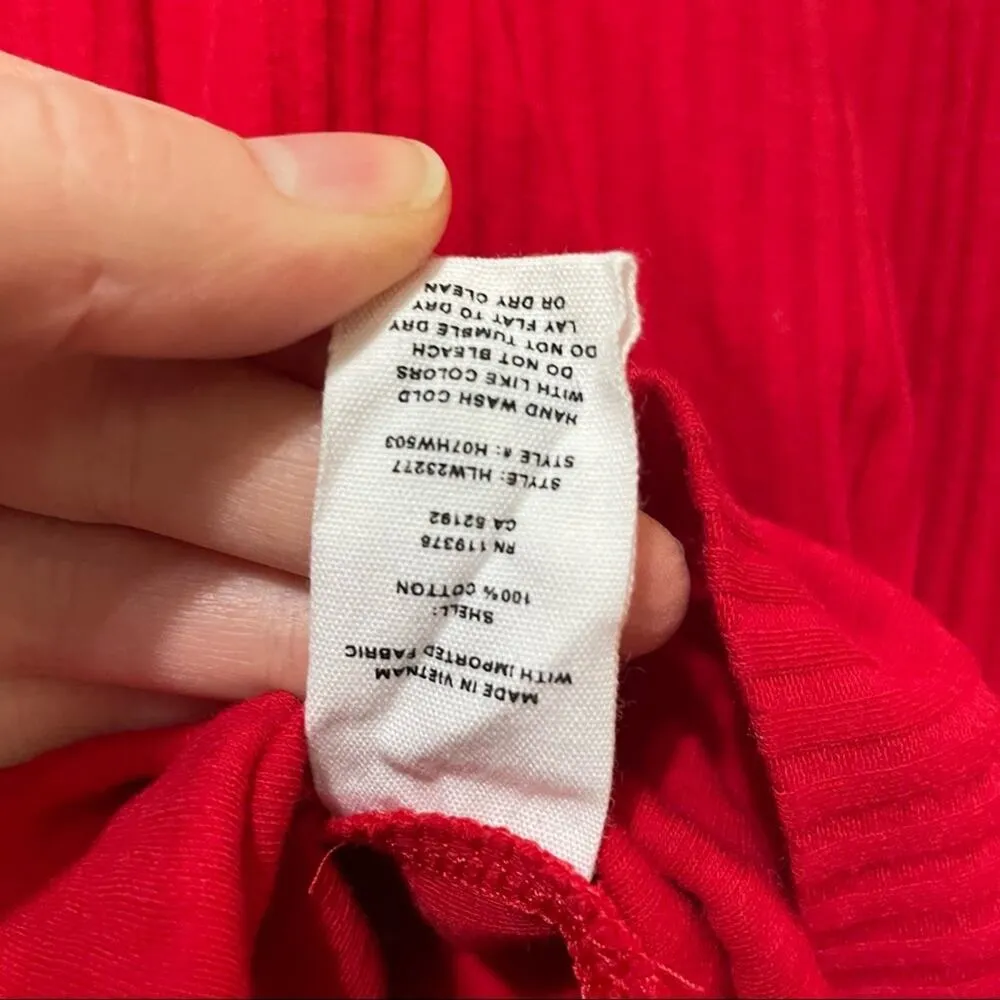 MADE IN VIETNAM
WITH IMPORTED FABRIC
SHELL:
100% COTTON
RN 119378
CA 52192
STYLE: HLW23277
STYLE #: H07HW503
HAND WASH COLD
WITH LIKE COLORS
DO NOT BLEACH
DO NOT TUMBLE DRY
LAY FLAT TO DRY
OR DRY CLEAN